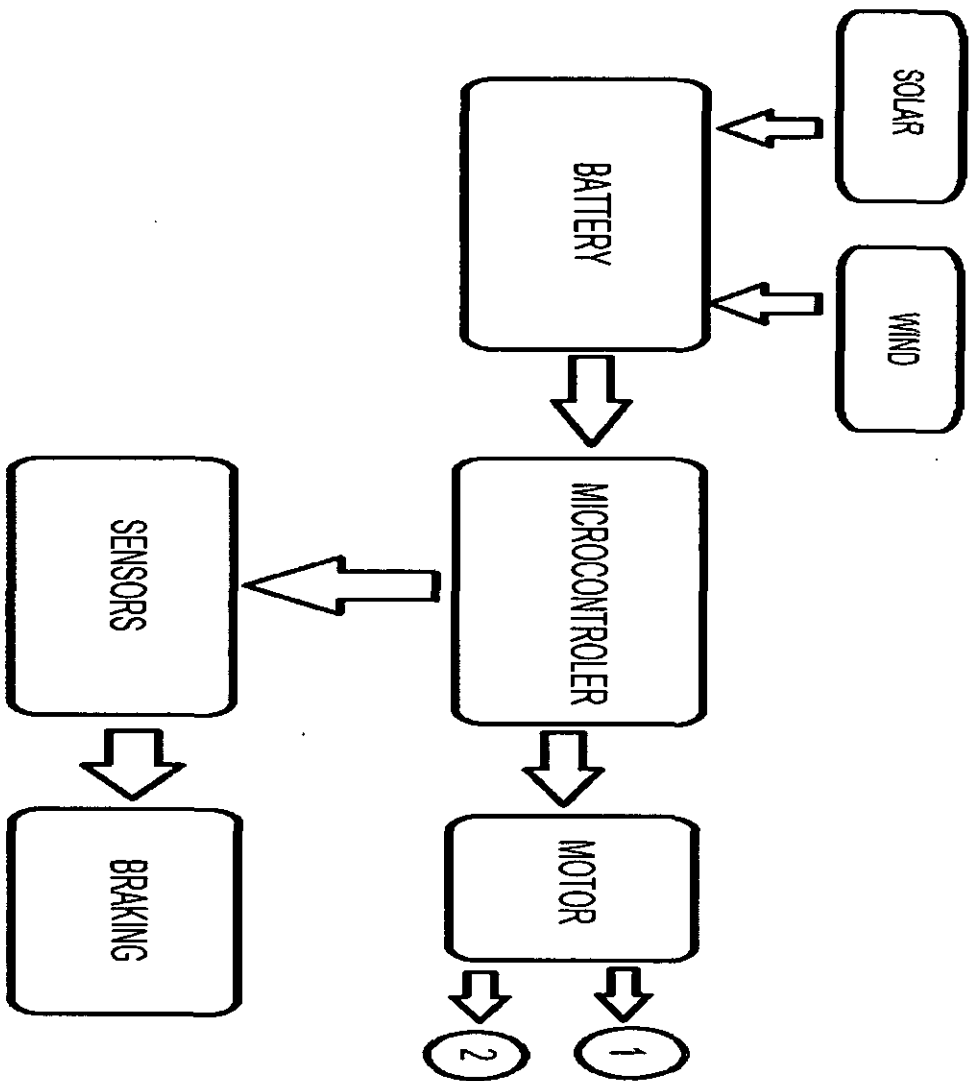 SOLAR
WIND
BATTERY
MICROCONTROLER
MOTOR
1
2
SENSORS
BRAKING